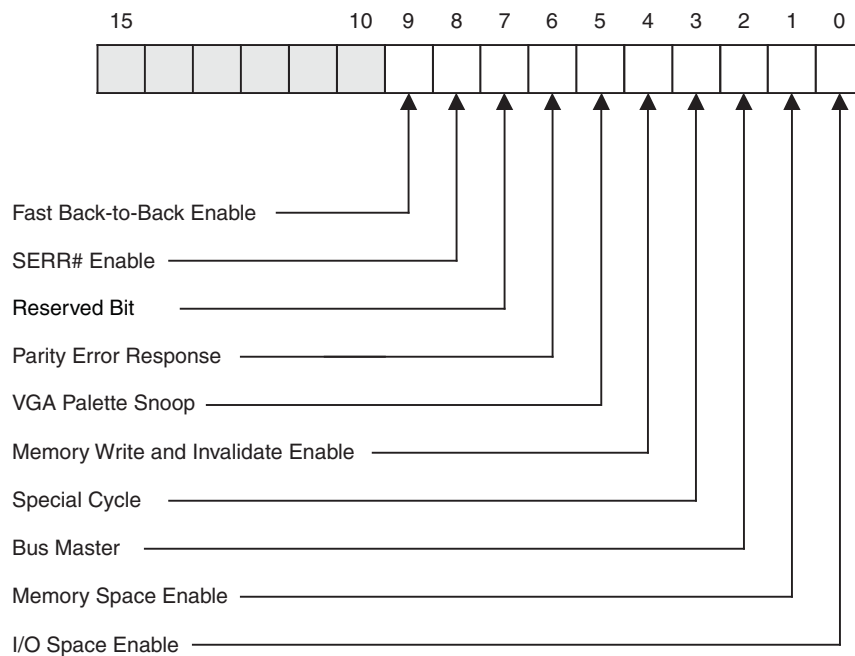 15 10 9 8 7 6 5 4 3 2 1 0
Fast Back-to-Back Enable
SERR# Enable
Reserved Bit
Parity Error Response
VGA Palette Snoop
Memory Write and Invalidate Enable
Special Cycle
Bus Master
Memory Space Enable
I/O Space Enable